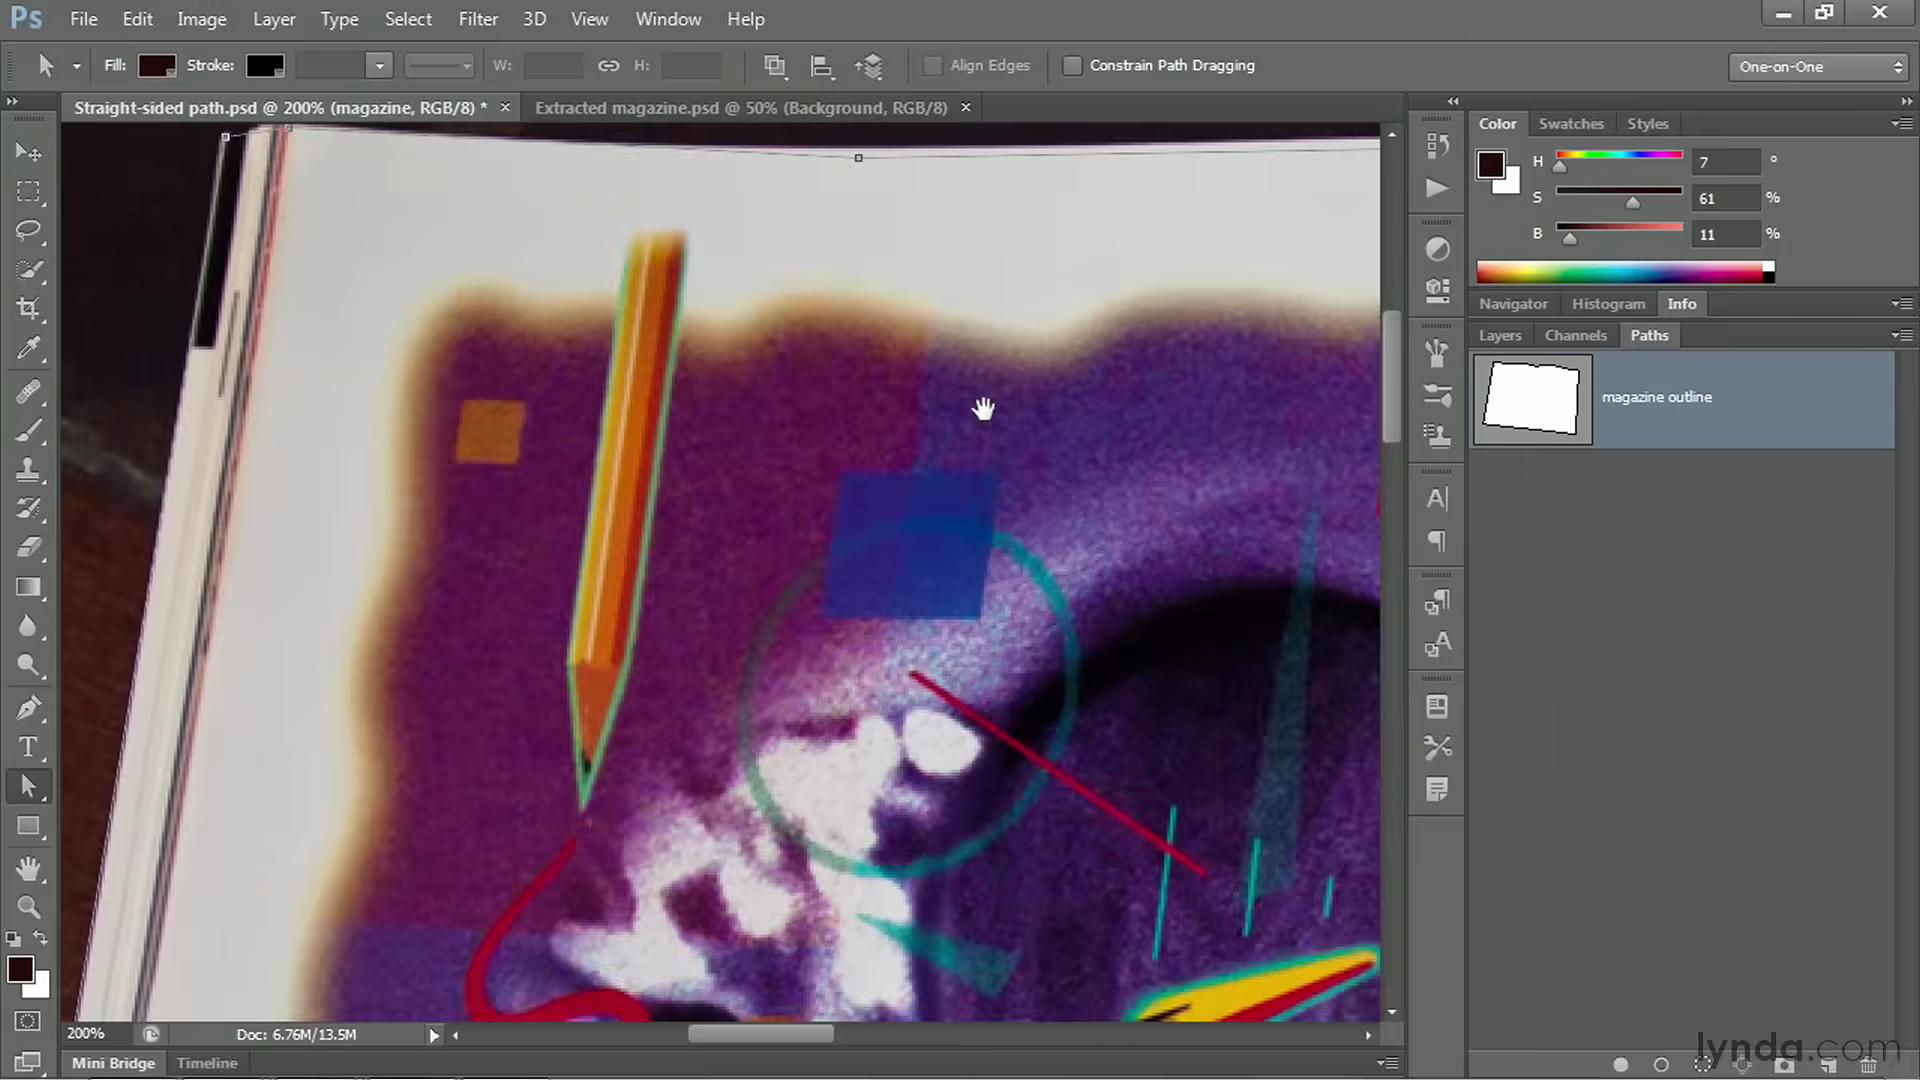 Ps File Edit Image Layer Type Select Filter 3D View Window Help
Fill: Stroke: W: H: Align Edges Constrain Path Dragging One-on-One
Straight-sided path.psd @ 200% (magazine, RGB/8) * × Extracted magazine.psd @ 50% (Background, RGB/8) ×
Color Swatches Styles
H 7 °
S 61 %
B 11 %
Navigator Histogram Info
Layers Channels Paths
magazine outline
200% Doc: 6.76M/13.5M
Mini Bridge Timeline
lynda.com